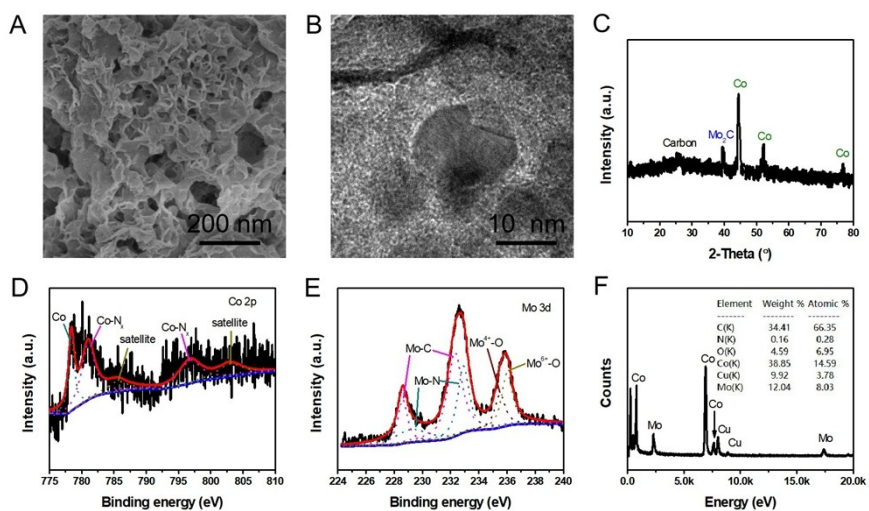 A
200 nm
B
10 nm
C
Intensity (a.u.)
Carbon
Mo2C
Co
Co
Co
10 20 30 40 50 60 70 80
2-Theta (°)
D
Intensity (a.u.)
Co 2p
Co
Co-Nx
satellite
Co-Nx
satellite
775 780 785 790 795 800 805 810
Binding energy (eV)
E
Intensity (a.u.)
Mo 3d
Mo-C
Mo-N
Mo4+-O
Mo6+-O
224 226 228 230 232 234 236 238 240
Binding energy (eV)
F
Counts
Element Weight % Atomic %
------- -------- --------
C(K) 34.41 66.35
N(K) 0.16 0.28
O(K) 4.59 6.95
Co(K) 38.85 14.59
Cu(K) 9.92 3.78
Mo(K) 12.04 8.03
Co
Mo
Co
Co
Cu
Cu
Mo
0.0 5.0k 10.0k 15.0k 20.0k
Energy (eV)